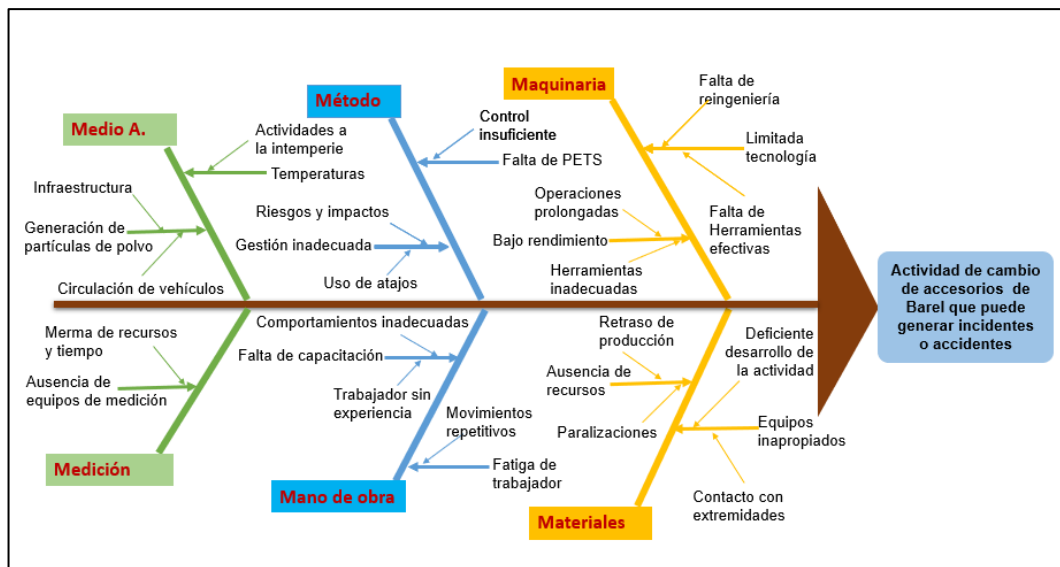 Medio A.
Actividades a
la intemperie
Temperaturas
Infraestructura
Generación de
partículas de polvo
Circulación de vehículos
Método
Control
insuficiente
Falta de PETS
Riesgos y impactos
Gestión inadecuada
Uso de atajos
Maquinaria
Falta de
reingeniería
Limitada
tecnología
Falta de
Herramientas
efectivas
Operaciones
prolongadas
Bajo rendimiento
Herramientas
inadecuadas
Actividad de cambio
de accesorios de
Barel que puede
generar incidentes
o accidentes
Merma de recursos
y tiempo
Ausencia de
equipos de medición
Medición
Comportamientos inadecuadas
Falta de capacitación
Trabajador sin
experiencia
Movimientos
repetitivos
Fatiga de
trabajador
Mano de obra
Retraso de
producción
Ausencia de
recursos
Paralizaciones
Deficiente
desarrollo de
la actividad
Equipos
inapropiados
Contacto con
extremidades
Materiales